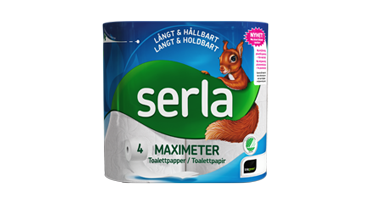 LÅNGT & HÅLLBART
LANGT & HOLDBART
NYHET
serla
4 MAXIMETER
Toalettpapper / Toalettpapir